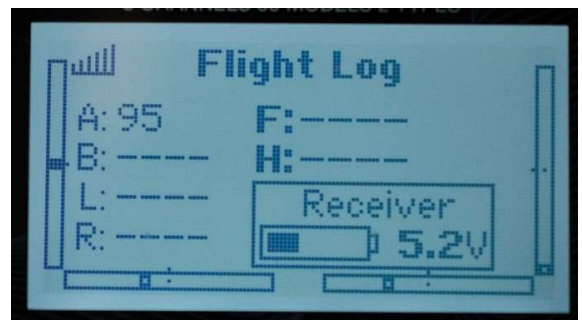 Flight Log
A: 95 F:----
B:---- H:----
L:---- Receiver
R:---- 5.2V